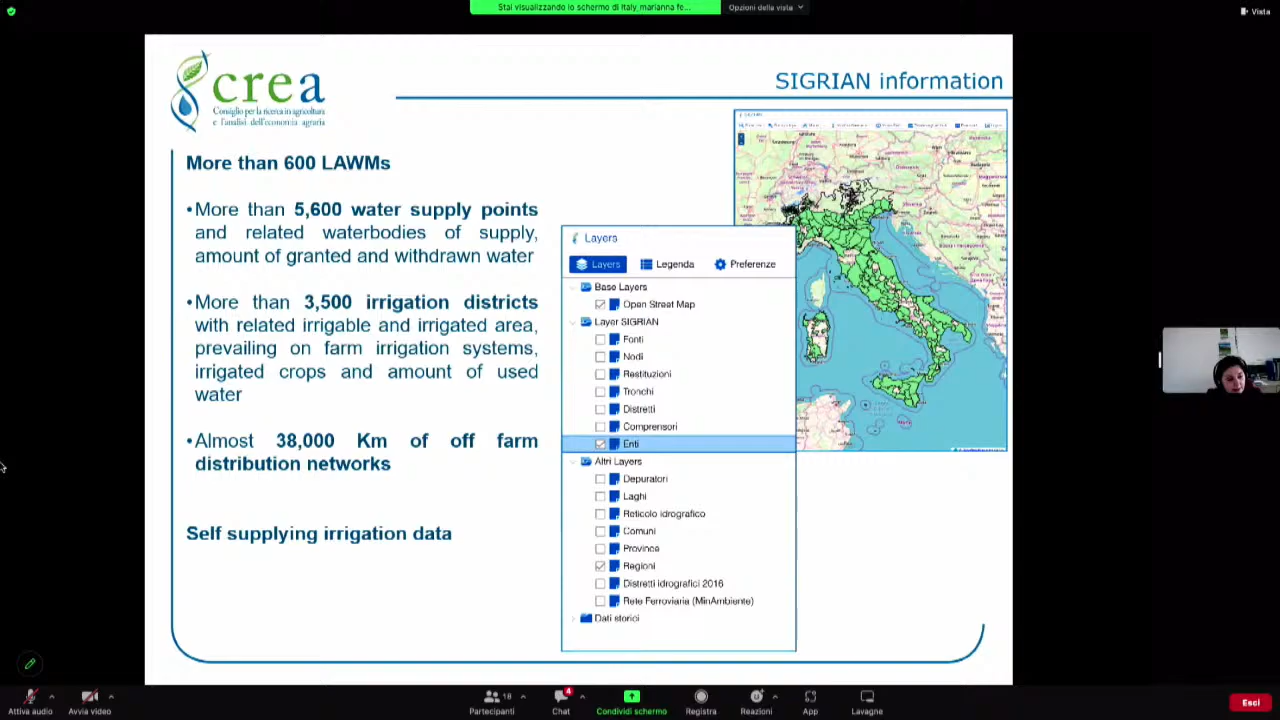 Stai visualizzando lo schermo di Italy_marianna fe...
Opzioni della vista
Vista
crea
Consiglio per la ricerca in agricoltura
e l'analisi dell'economia agraria
SIGRIAN information
More than 600 LAWMs
•More than 5,600 water supply points
and related waterbodies of supply,
amount of granted and withdrawn water
•More than 3,500 irrigation districts
with related irrigable and irrigated area,
prevailing on farm irrigation systems,
irrigated crops and amount of used
water
•Almost 38,000 Km of off farm
distribution networks
Self supplying irrigation data
Layers
Layers Legenda Preferenze
Base Layers
Open Street Map
Layer SIGRIAN
Fonti
Nodi
Restituzioni
Tronchi
Distretti
Comprensori
Enti
Altri Layers
Depuratori
Laghi
Reticolo idrografico
Comuni
Province
Regioni
Distretti idrografici 2016
Rete Ferroviaria (MinAmbiente)
Dati storici
Attiva audio
Avvia video
18
Partecipanti
4
Chat
Condividi schermo
Registra
Reazioni
App
Lavagne
Esci